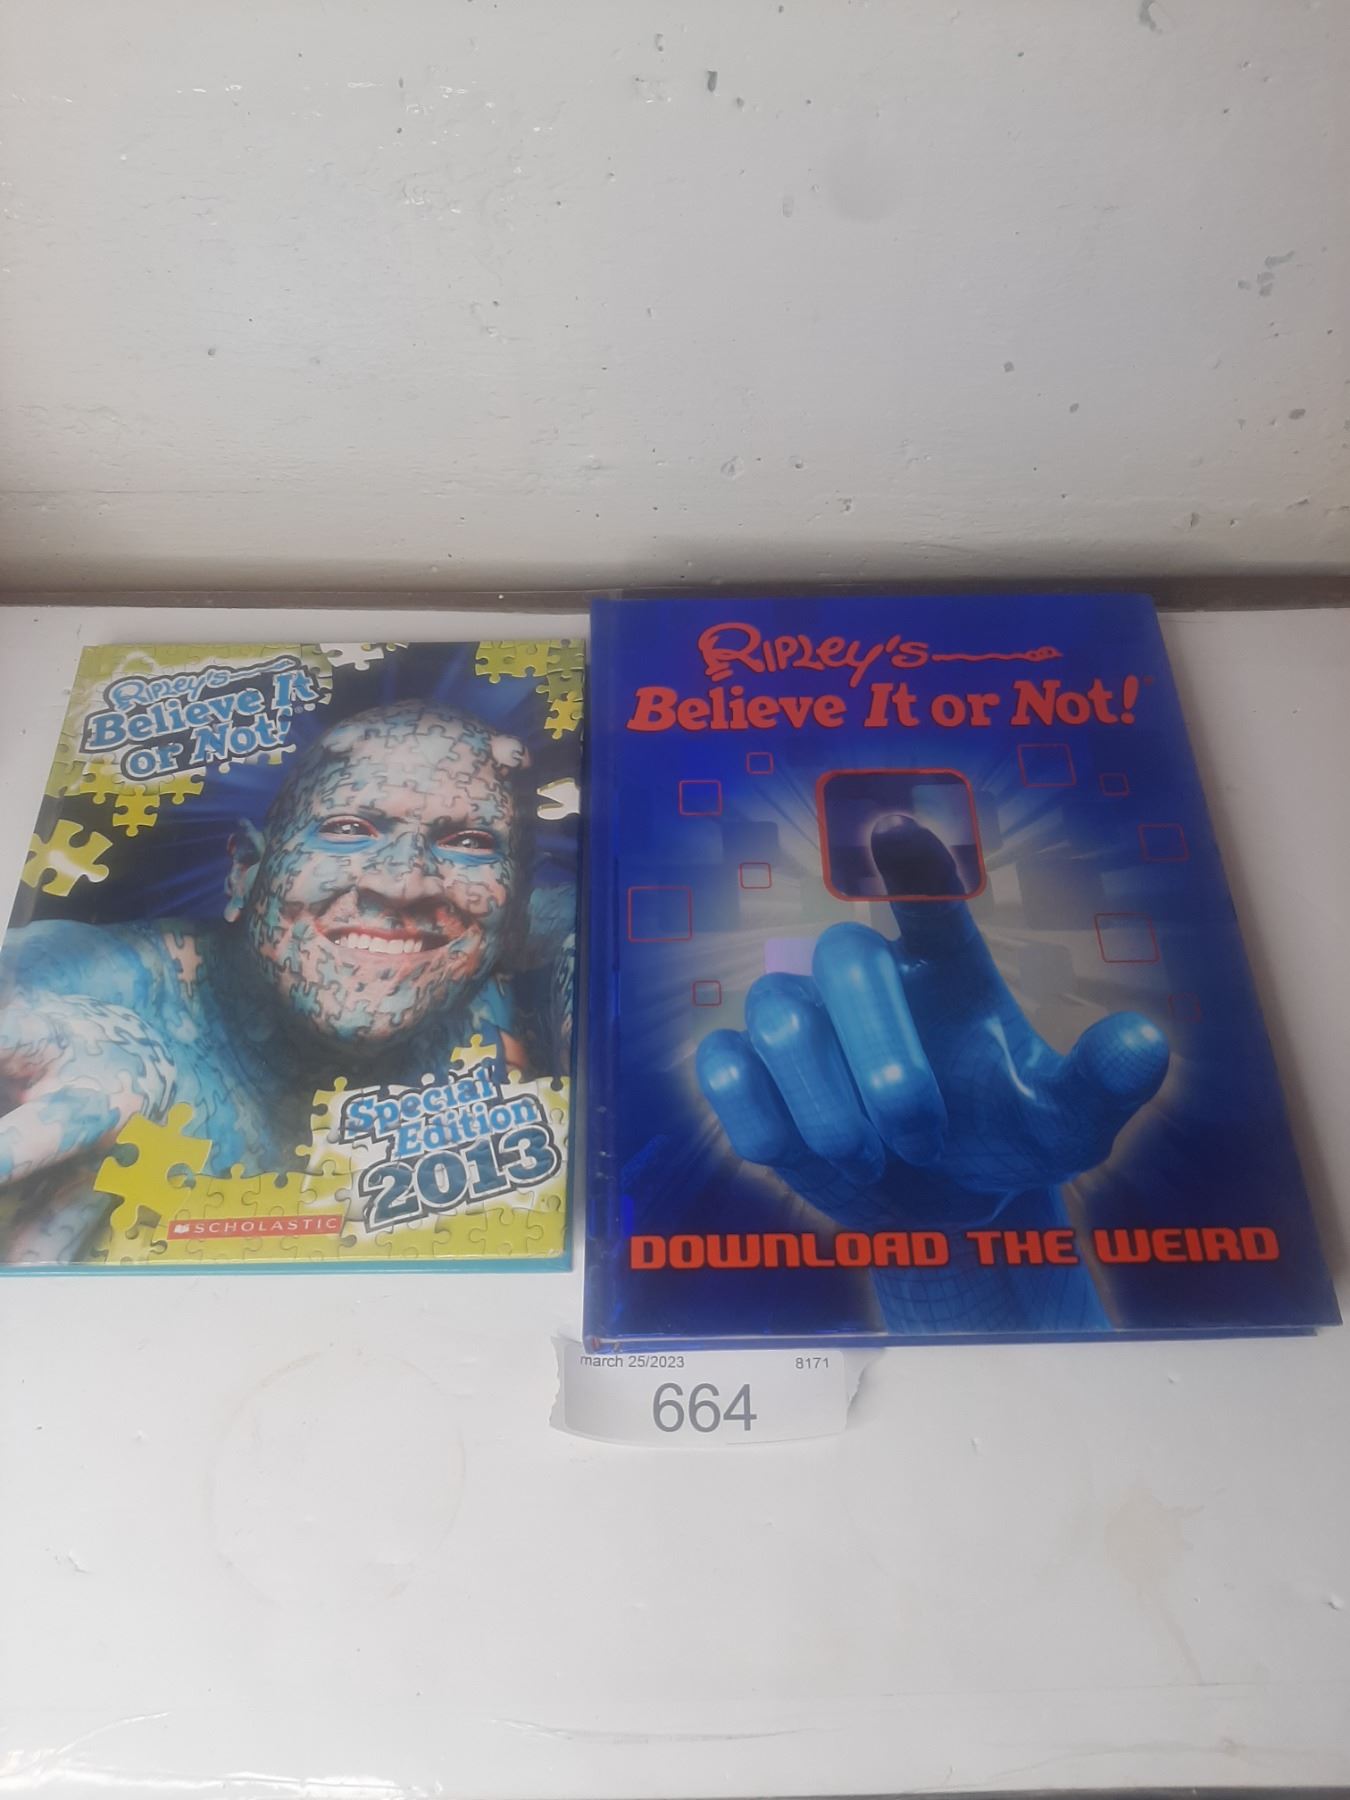 Ripley's
Believe It
or Not!
Special
Edition
2013
SCHOLASTIC
Ripley's
Believe It or Not!
DOWNLOAD THE WEIRD
march 25/2023 8171
664